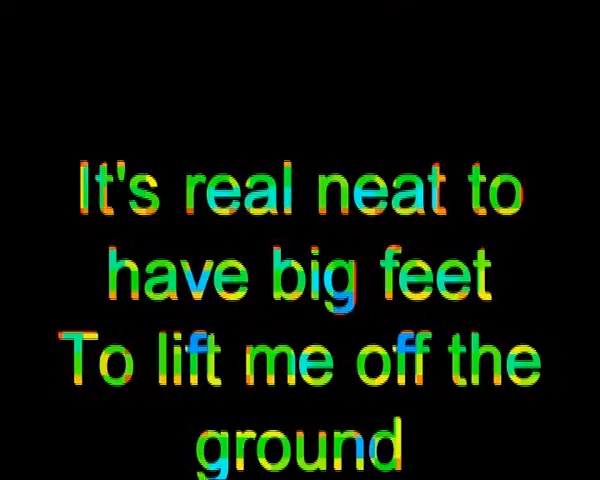 It's real neat to
have big feet
To lift me off the
ground